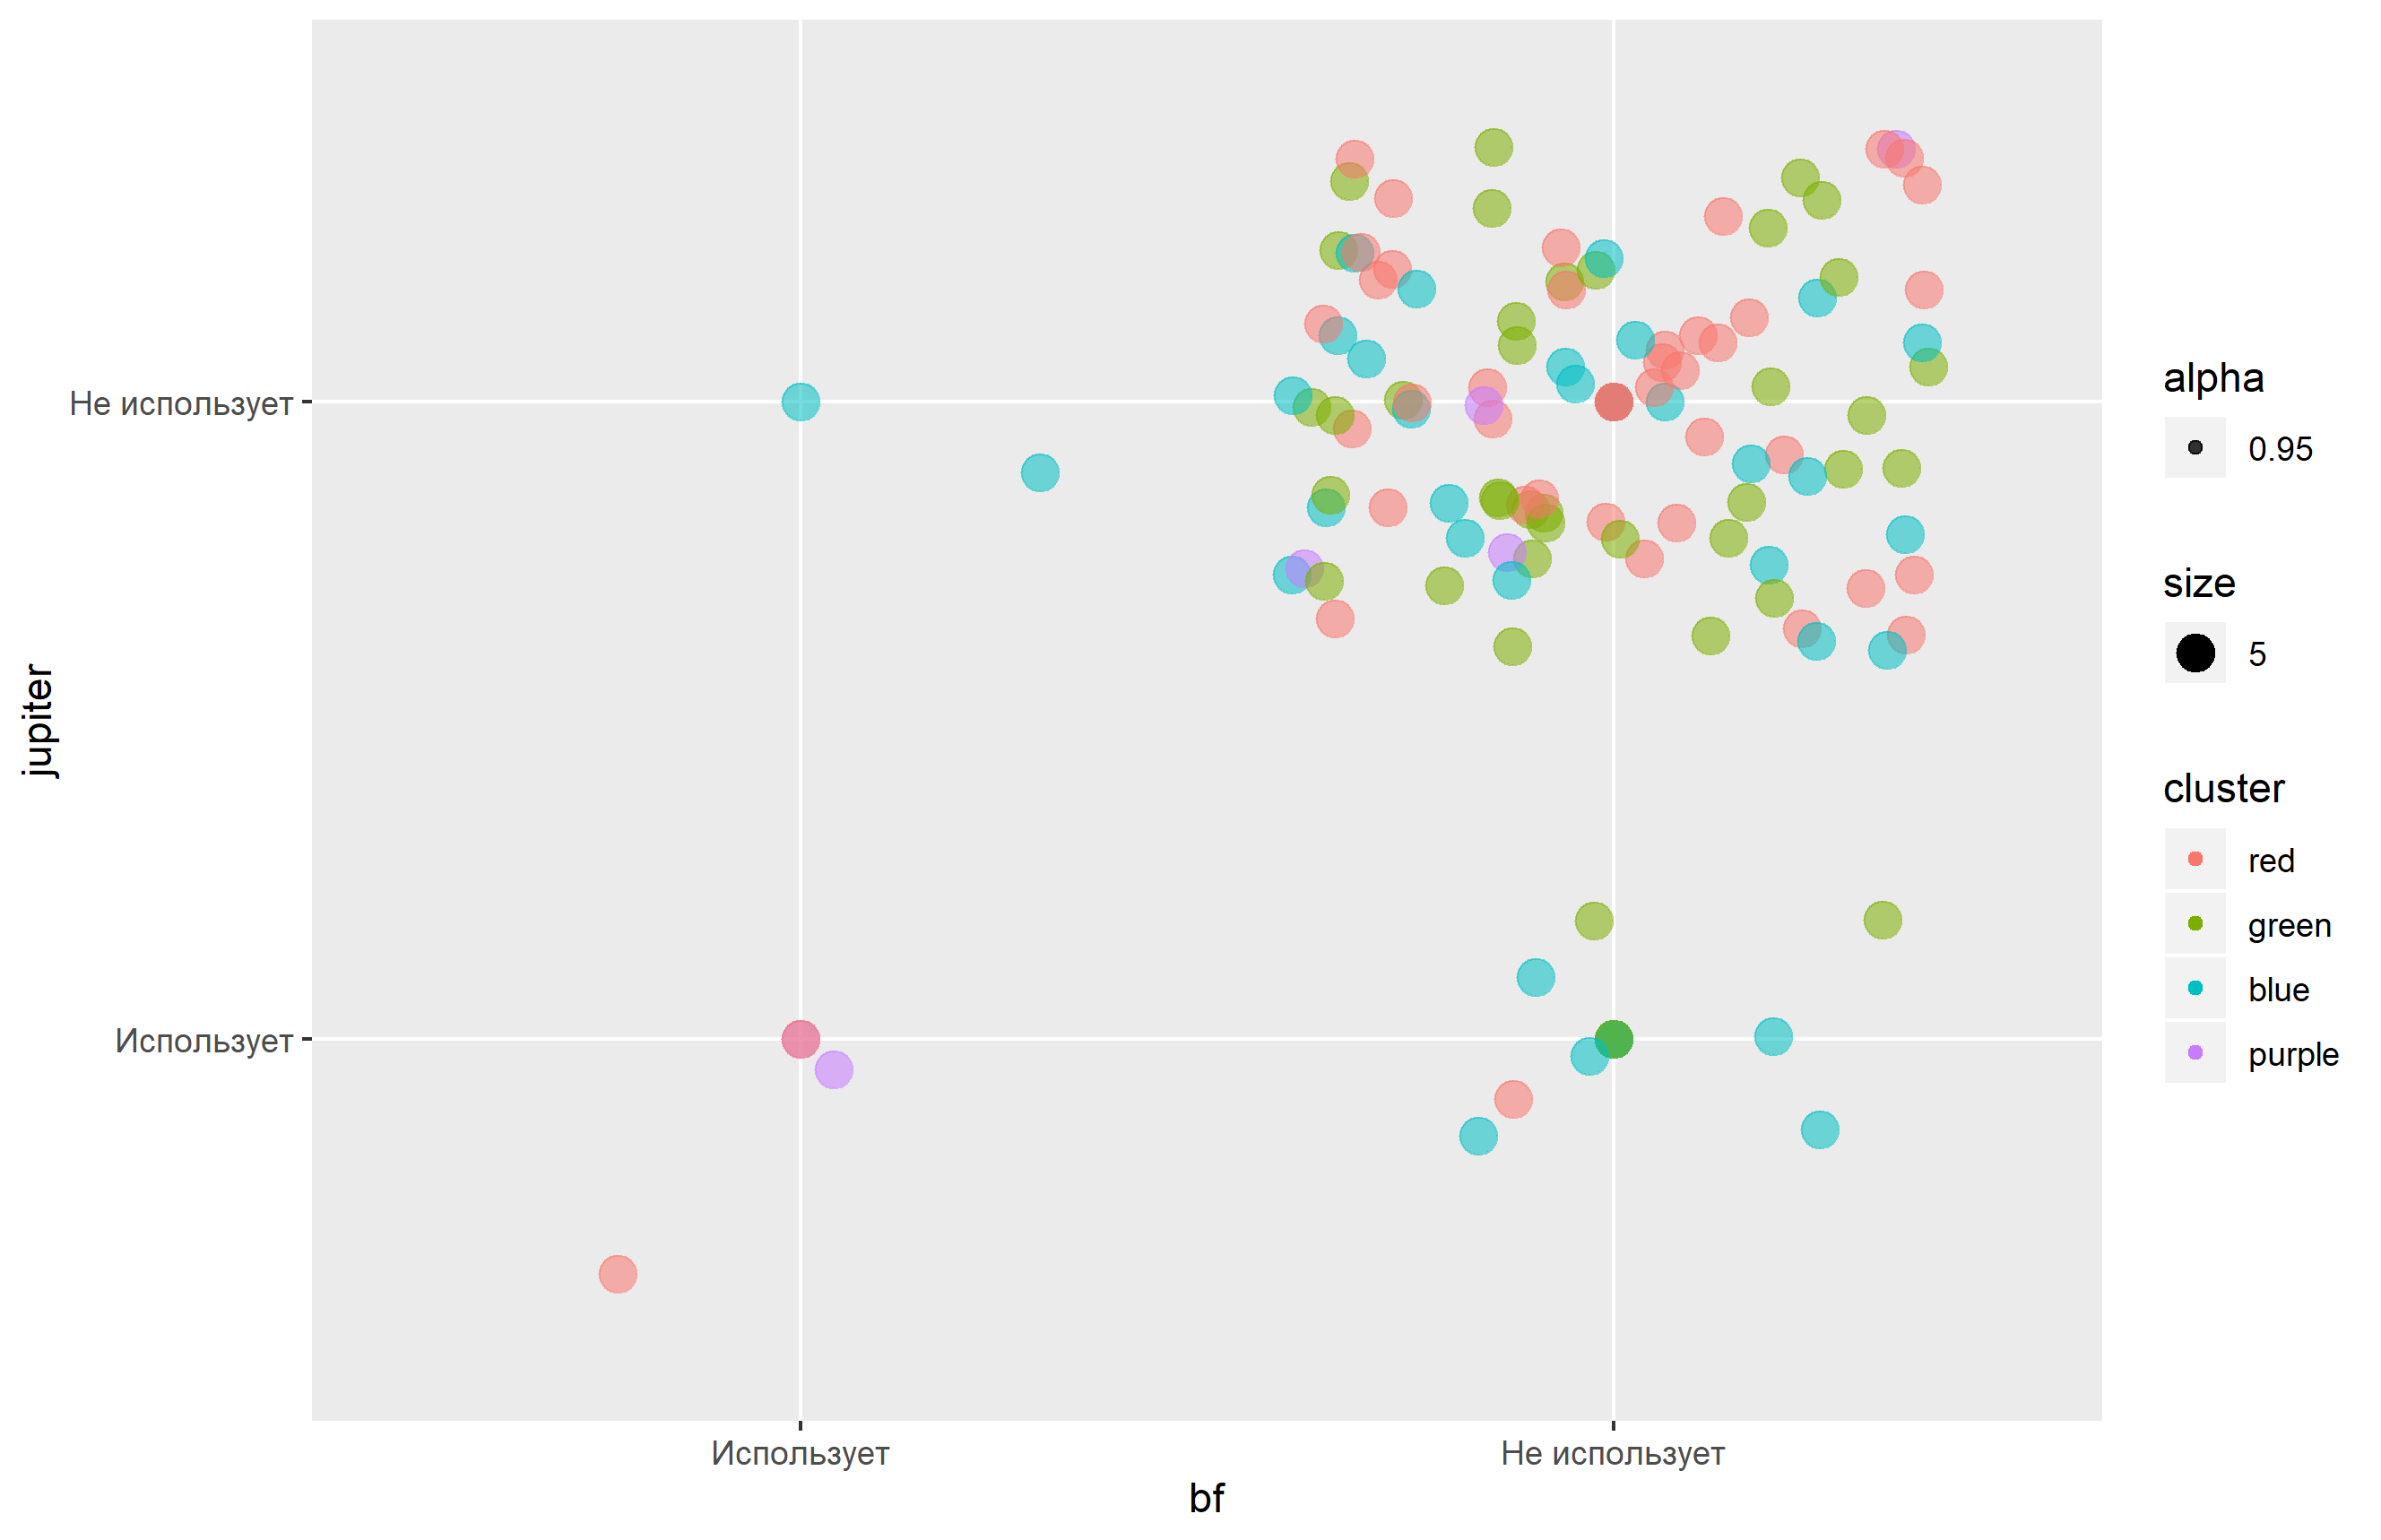 jupiter
Не использует
Использует
Использует
Не использует
bf
alpha
0.95
size
5
cluster
red
green
blue
purple